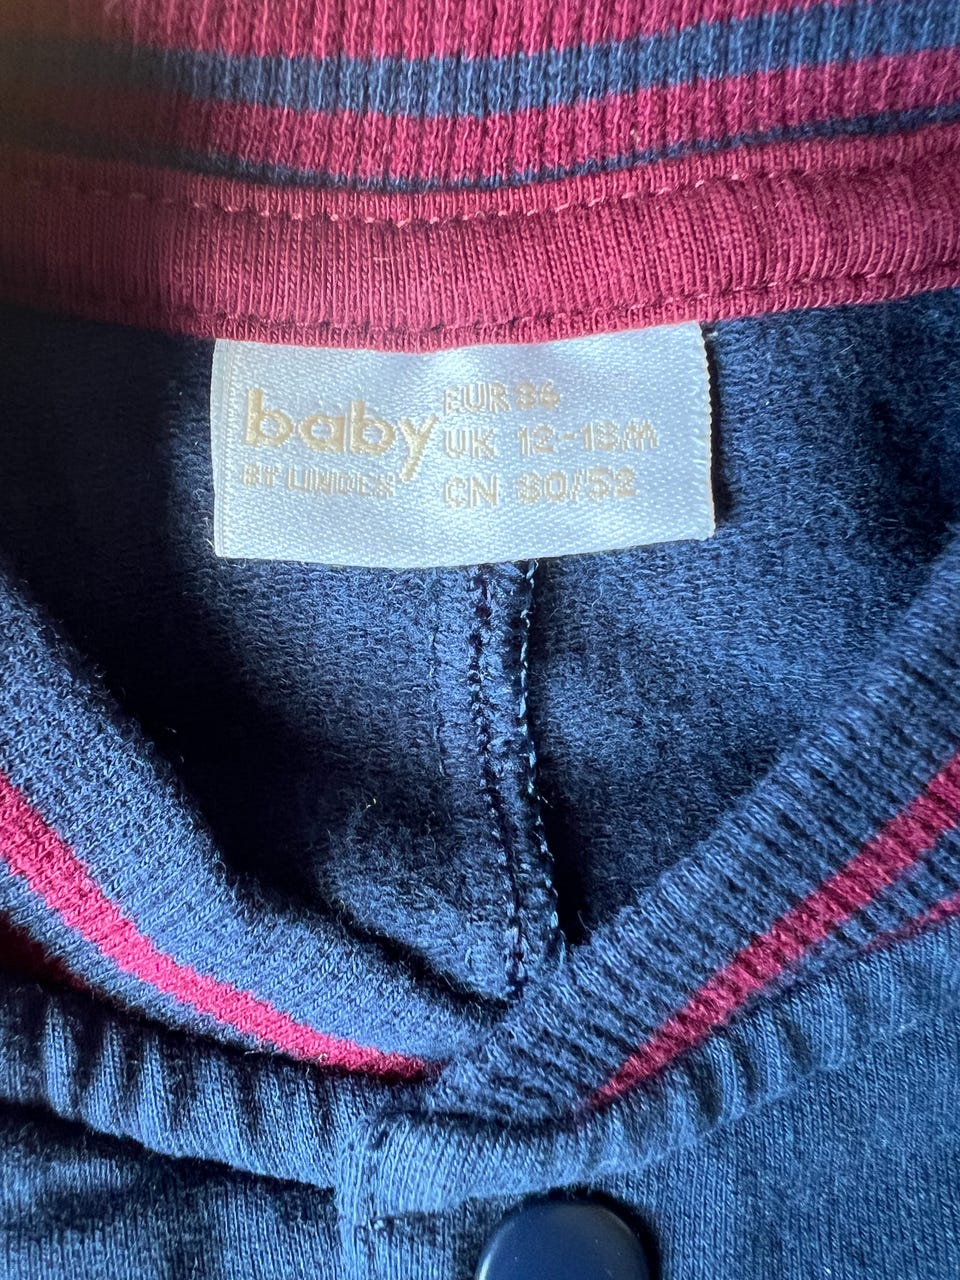 baby
BY LINDEX
EUR 86
UK 12-18M
CN 80/52